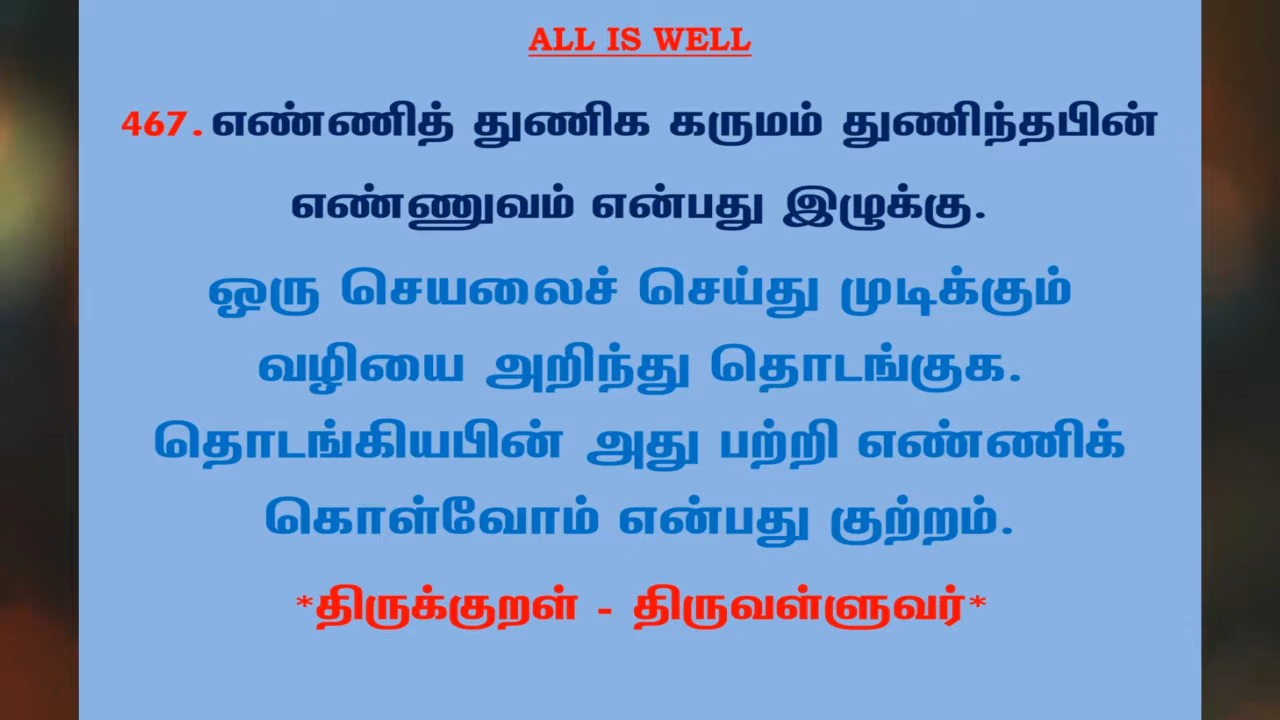 ALL IS WELL
467. எண்ணித் துணிக கருமம் துணிந்தபின்
எண்ணுவம் என்பது இழுக்கு.
ஒரு செயலைச் செய்து முடிக்கும்
வழியை அறிந்து தொடங்குக.
தொடங்கியபின் அது பற்றி எண்ணிக்
கொள்வோம் என்பது குற்றம்.
*திருக்குறள் - திருவள்ளுவர்*